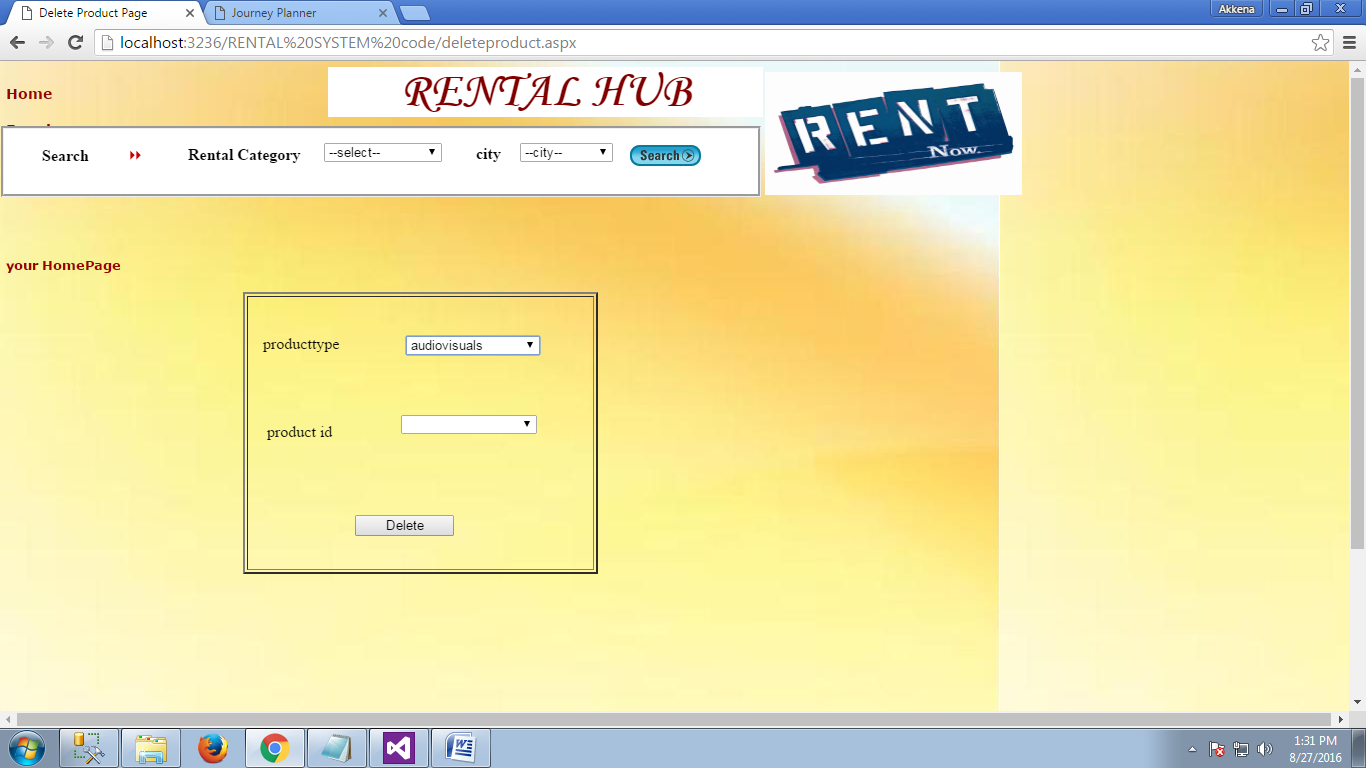 Delete Product Page
Journey Planner
Akkena
localhost:3236/RENTAL%20SYSTEM%20code/deleteproduct.aspx
RENTAL HUB
Home
RENT
Now.
Search
Rental Category
--select--
city
--city--
Search
your HomePage
producttype
audiovisuals
product id
Delete
1:31 PM
8/27/2016